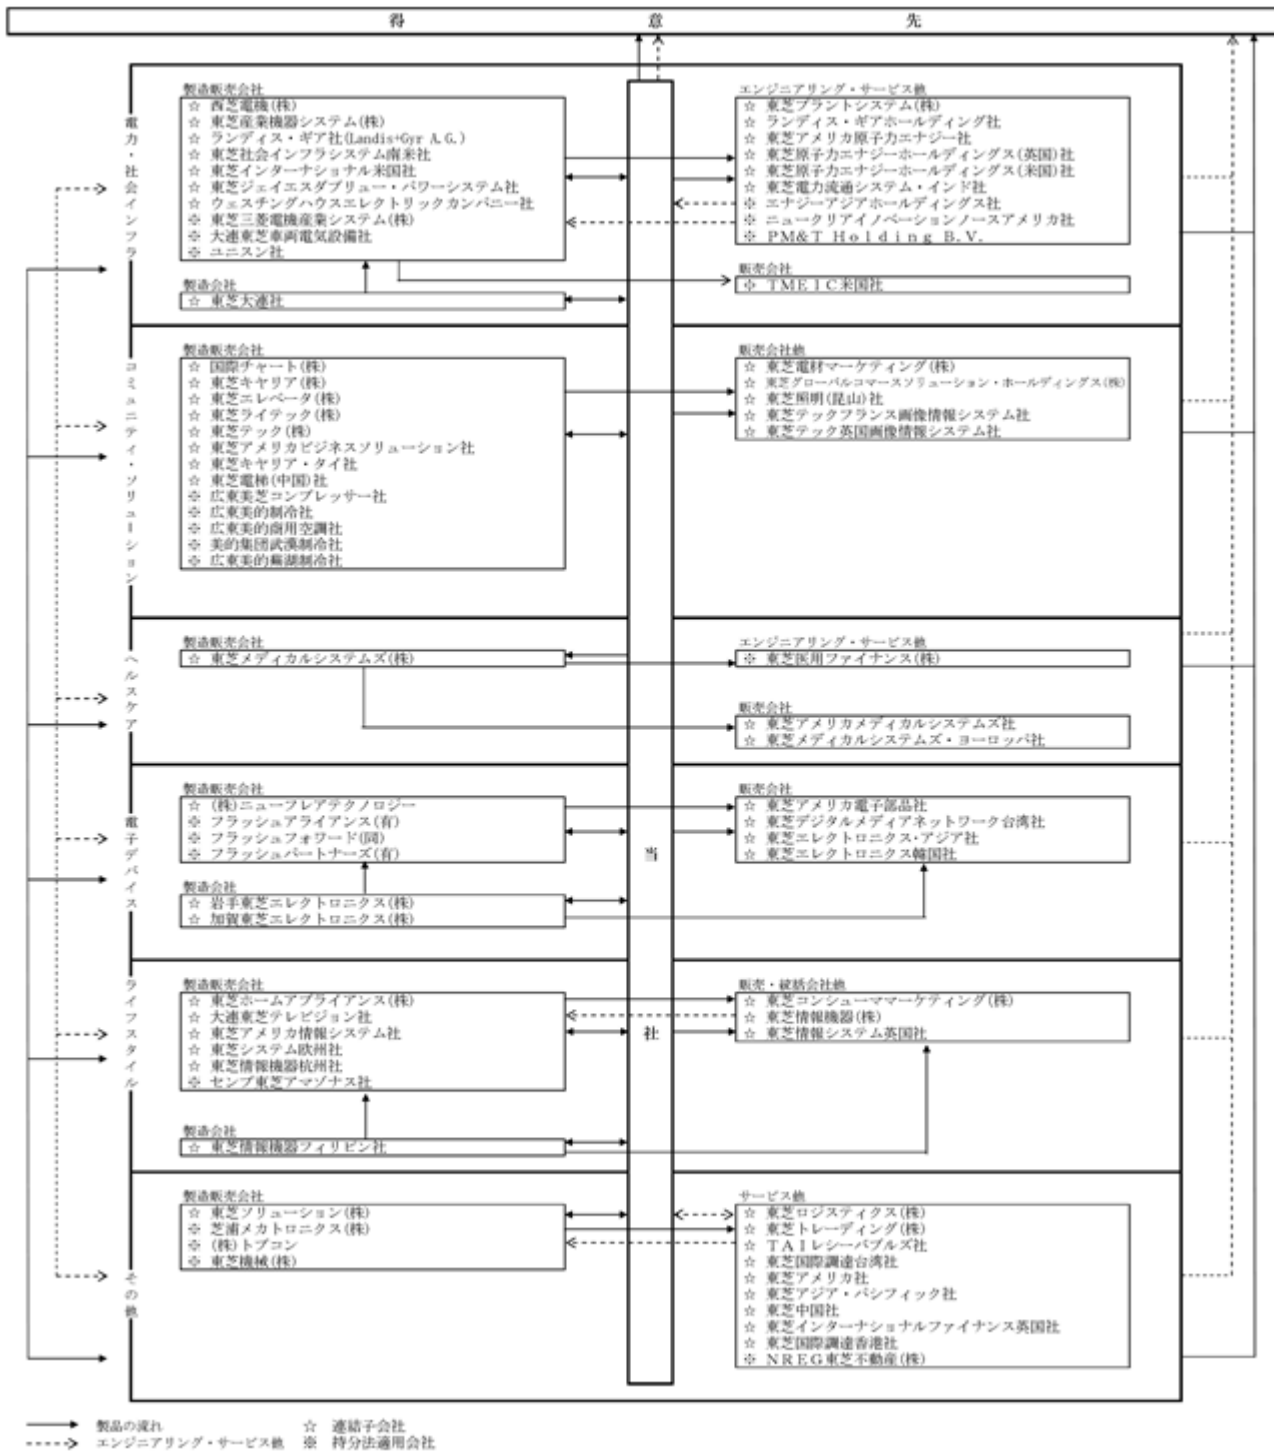 得意先
電力・社会インフラ
製造販売会社
☆ 西芝電機(株)
☆ 東芝産業機器システム(株)
☆ ランディス・ギア社(Landis+Gyr A.G.)
☆ 東芝社会インフラシステム南米社
☆ 東芝インターナショナル米国社
☆ 東芝ジェイエスダブリュー・パワーシステム社
☆ ウェスチングハウスエレクトリックカンパニー社
※ 東芝三菱電機産業システム(株)
※ 大連東芝車両電気設備社
※ ユニスン社
製造会社
☆ 東芝大連社
エンジニアリング・サービス他
☆ 東芝プラントシステム(株)
☆ ランディス・ギアホールディング社
☆ 東芝アメリカ原子力エナジー社
☆ 東芝原子力エナジーホールディングス(英国)社
☆ 東芝原子力エナジーホールディングス(米国)社
☆ 東芝電力流通システム・インド社
※ エナジーアジアホールディングス社
※ ニュークリアイノベーションノースアメリカ社
※ PM&T Holding B.V.
販売会社
※ TMEIC米国社
コミュニティ・ソリューション
製造販売会社
☆ 国際チャート(株)
☆ 東芝キヤリア(株)
☆ 東芝エレベータ(株)
☆ 東芝ライテック(株)
☆ 東芝テック(株)
☆ 東芝アメリカビジネスソリューション社
☆ 東芝キヤリア・タイ社
☆ 東芝電梯(中国)社
※ 広東美芝コンプレッサー社
※ 広東美的制冷社
※ 広東美的商用空調社
※ 美的集団武漢制冷社
※ 広東美的蕪湖制冷社
販売会社他
☆ 東芝電材マーケティング(株)
☆ 東芝グローバルコマースソリューション・ホールディングス(株)
☆ 東芝照明(昆山)社
☆ 東芝テックフランス画像情報システム社
☆ 東芝テック英国画像情報システム社
ヘルスケア
製造販売会社
☆ 東芝メディカルシステムズ(株)
エンジニアリング・サービス他
※ 東芝医用ファイナンス(株)
販売会社
☆ 東芝アメリカメディカルシステムズ社
☆ 東芝メディカルシステムズ・ヨーロッパ社
電子デバイス
製造販売会社
☆ (株)ニューフレアテクノロジー
※ フラッシュアライアンス(有)
※ フラッシュフォワード(同)
※ フラッシュパートナーズ(有)
製造会社
☆ 岩手東芝エレクトロニクス(株)
☆ 加賀東芝エレクトロニクス(株)
販売会社
☆ 東芝アメリカ電子部品社
☆ 東芝デジタルメディアネットワーク台湾社
☆ 東芝エレクトロニクス・アジア社
☆ 東芝エレクトロニクス韓国社
当社
ライフスタイル
製造販売会社
☆ 東芝ホームアプライアンス(株)
☆ 大連東芝テレビジョン社
☆ 東芝アメリカ情報システム社
☆ 東芝システム欧州社
☆ 東芝情報機器杭州社
※ センプ東芝アマゾナス社
製造会社
☆ 東芝情報機器フィリピン社
販売・統括会社他
☆ 東芝コンシューママーケティング(株)
☆ 東芝情報機器(株)
☆ 東芝情報システム英国社
その他
製造販売会社
☆ 東芝ソリューション(株)
※ 芝浦メカトロニクス(株)
※ (株)トプコン
※ 東芝機械(株)
サービス他
☆ 東芝ロジスティクス(株)
☆ 東芝トレーディング(株)
☆ TAIレシーバブルズ社
☆ 東芝国際調達台湾社
☆ 東芝アメリカ社
☆ 東芝アジア・パシフィック社
☆ 東芝中国社
☆ 東芝インターナショナルファイナンス英国社
☆ 東芝国際調達香港社
※ NREG東芝不動産(株)
製品の流れ ☆ 連結子会社
エンジニアリング・サービス他 ※ 持分法適用会社